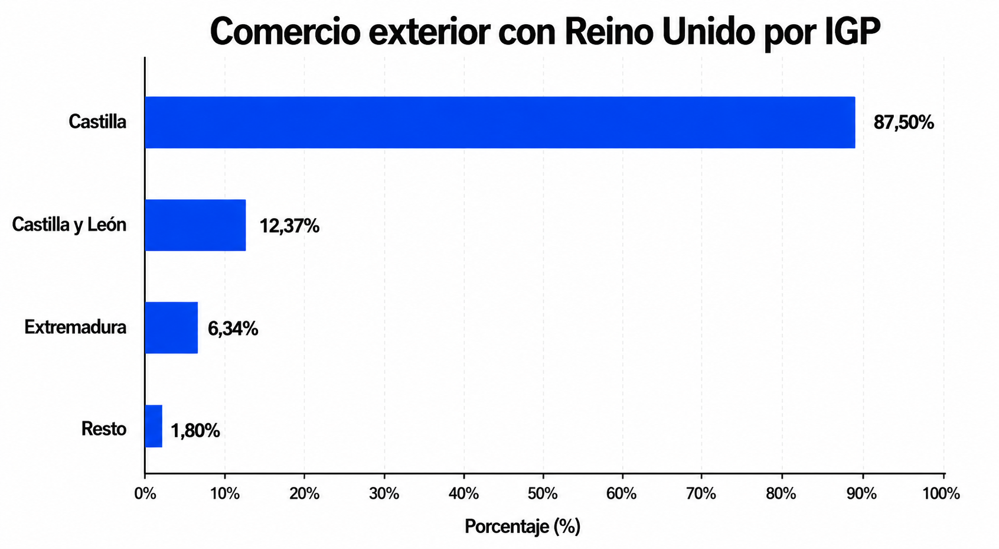 Comercio exterior con Reino Unido por IGP
Castilla
87,50%
Castilla y León
12,37%
Extremadura
6,34%
Resto
1,80%
0% 10% 20% 30% 40% 50% 60% 70% 80% 90% 100%
Porcentaje (%)